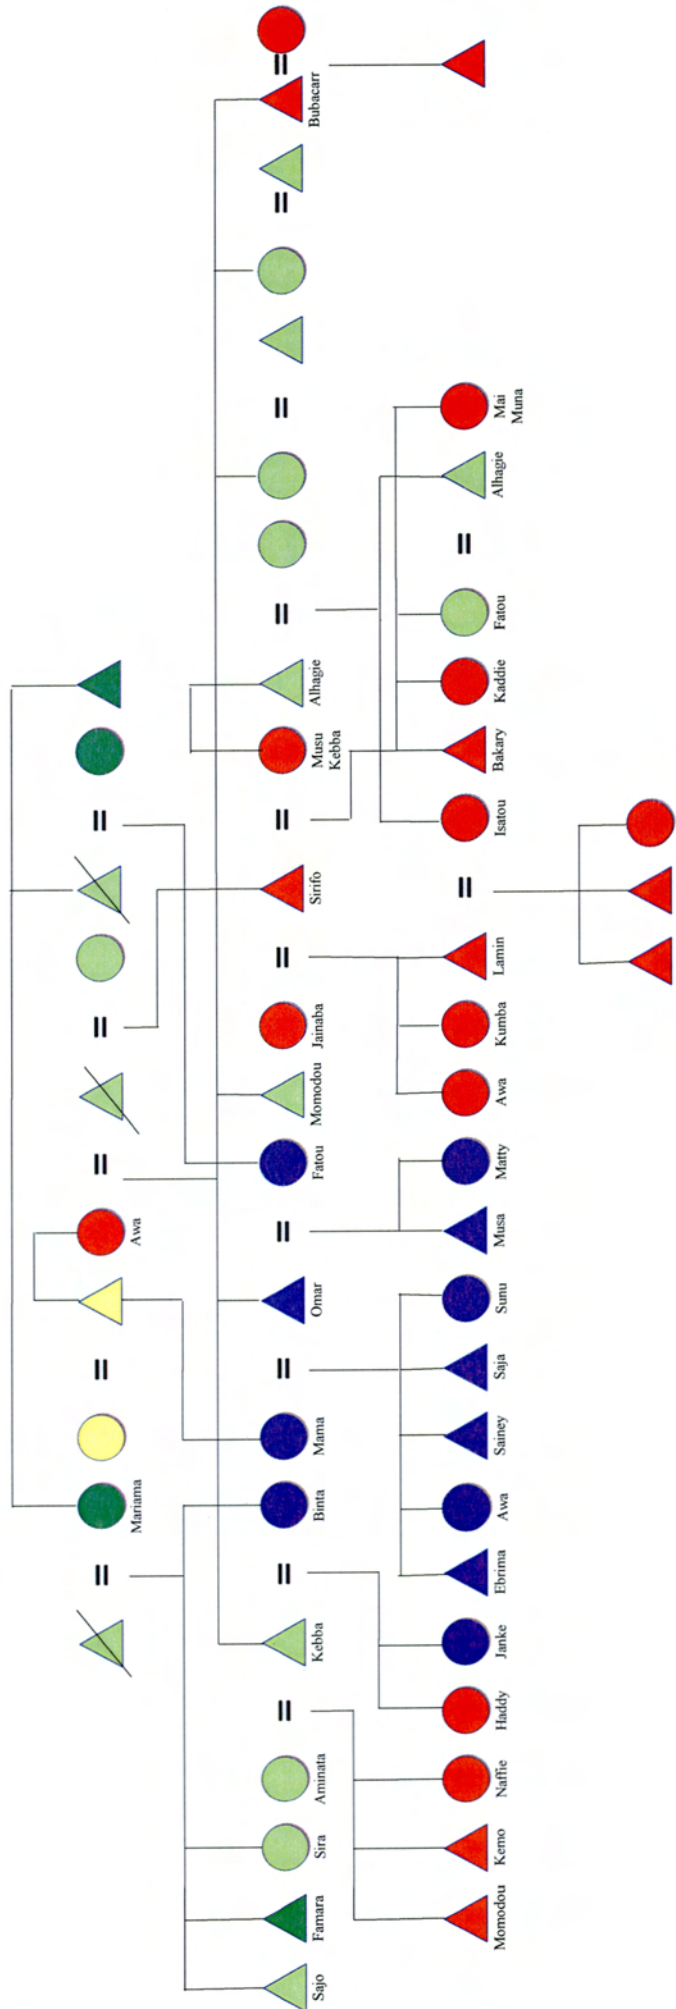 Mariama
Awa
Sajo
Famara
Sira
Aminata
Kebba
Binta
Mama
Omar
Fatou
Momodou
Jainaba
Sirifo
Musu
Kebba
Alhagie
Bubacarr
Momodou
Kemo
Naffie
Haddy
Janke
Ebrima
Awa
Sainey
Saja
Sunu
Musa
Matty
Awa
Kumba
Lamin
Isatou
Bakary
Kaddie
Fatou
Alhagie
Mai
Muna